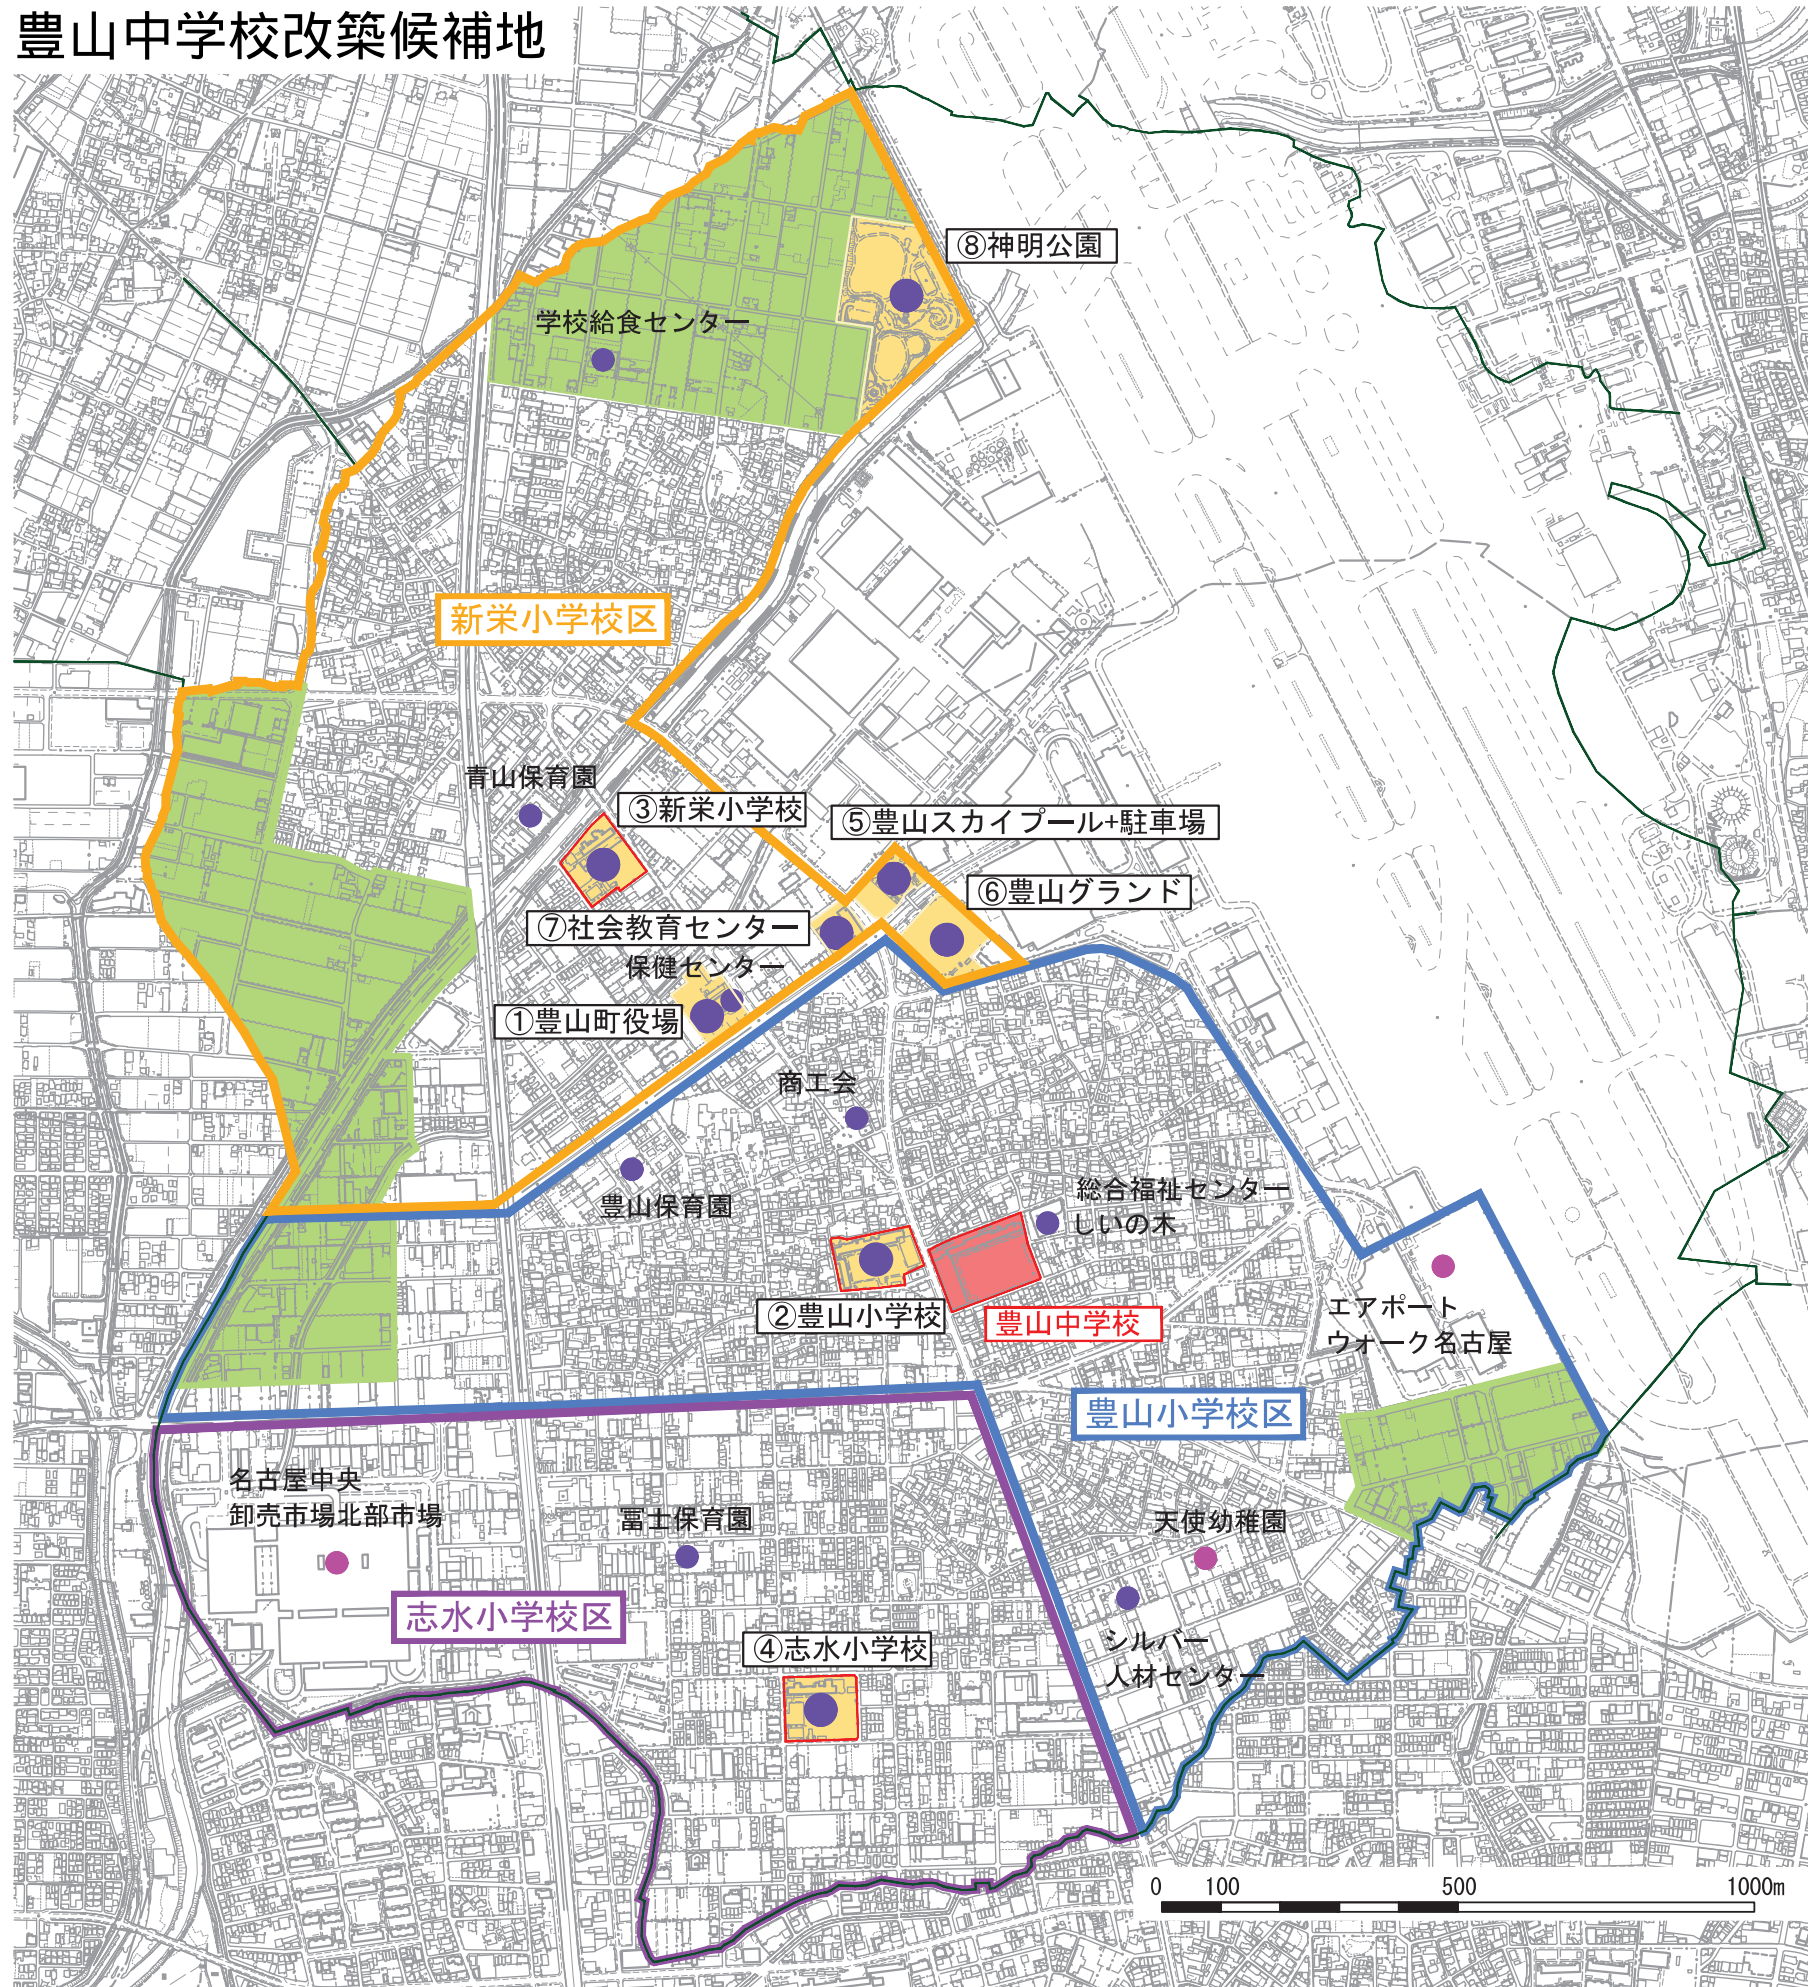 豊山中学校改築候補地
⑧神明公園
学校給食センター
新栄小学校区
青山保育園
③新栄小学校
⑤豊山スカイプール+駐車場
⑥豊山グランド
⑦社会教育センター
保健センター
①豊山町役場
商工会
豊山保育園
総合福祉センター
しいの木
②豊山小学校
豊山中学校
エアポート
ウォーク名古屋
豊山小学校区
名古屋中央
卸売市場北部市場
冨士保育園
天使幼稚園
志水小学校区
④志水小学校
シルバー
人材センター
0 100 500 1000m